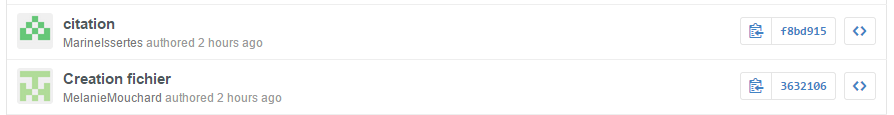 citation
MarineIssertes authored 2 hours ago
f8bd915
Creation fichier
MelanieMouchard authored 2 hours ago
3632106